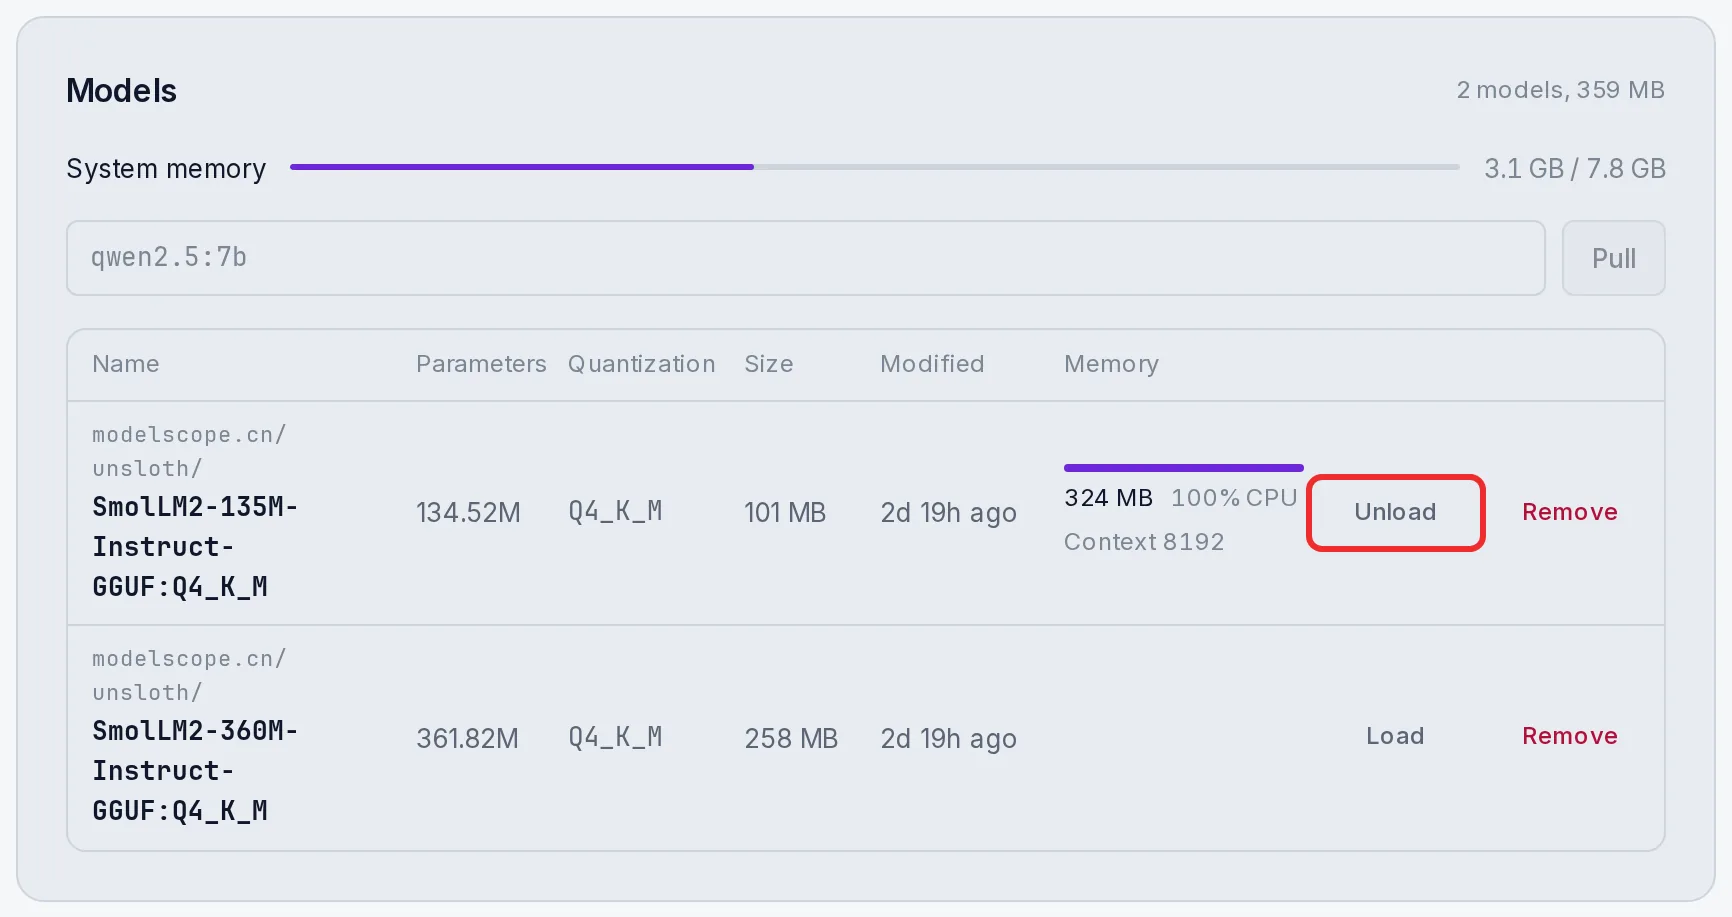 Models
2 models, 359 MB
System memory
3.1 GB / 7.8 GB
qwen2.5:7b
Pull
Name Parameters Quantization Size Modified Memory
modelscope.cn/
unsloth/
SmolLM2-135M-
Instruct-
GGUF:Q4_K_M
134.52M
Q4_K_M
101 MB
2d 19h ago
324 MB 100% CPU
Context 8192
Unload
Remove
modelscope.cn/
unsloth/
SmolLM2-360M-
Instruct-
GGUF:Q4_K_M
361.82M
Q4_K_M
258 MB
2d 19h ago
Load
Remove